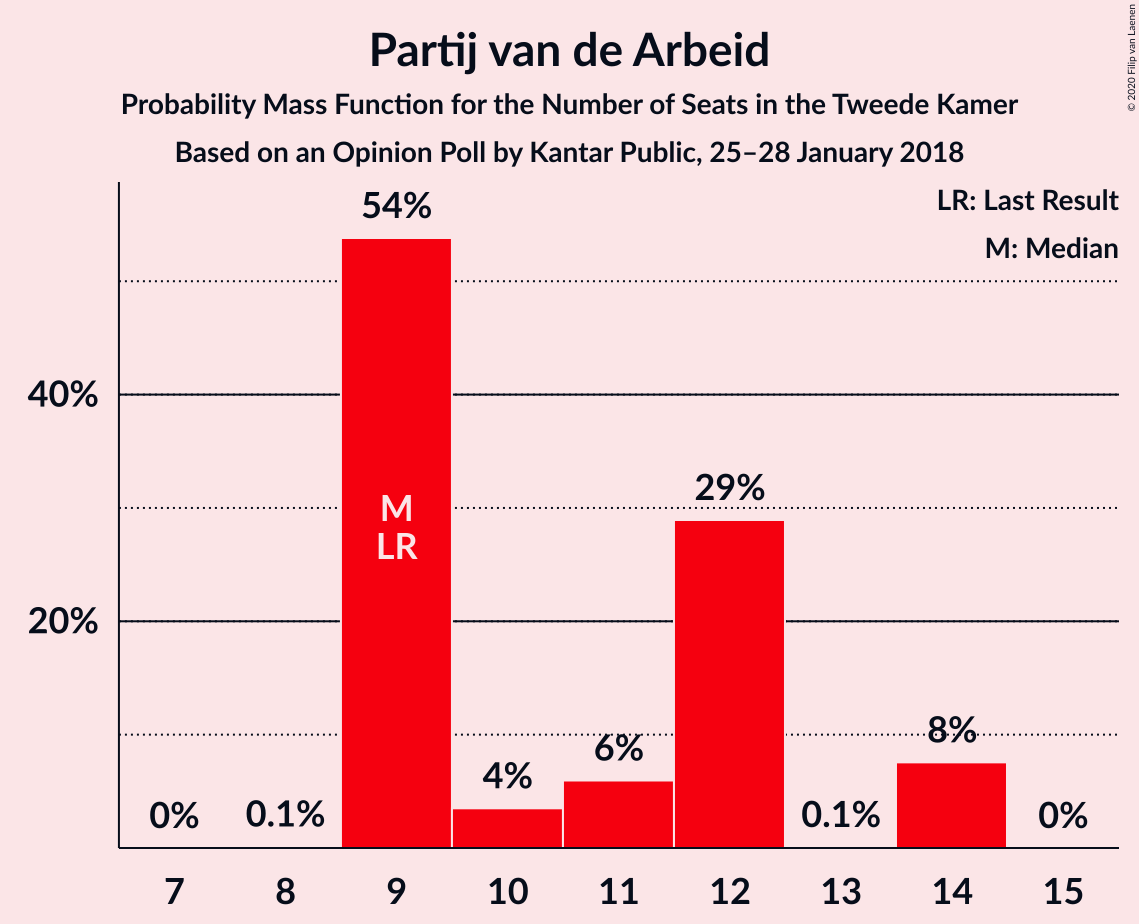 Partij van de Arbeid
Probability Mass Function for the Number of Seats in the Tweede Kamer
Based on an Opinion Poll by Kantar Public, 25–28 January 2018
© 2020 Filip van Laenen
LR: Last Result
M: Median
54%
40%
M
LR
29%
20%
8%
6%
4%
0%
0.1%
0.1%
0%
7 8 9 10 11 12 13 14 15